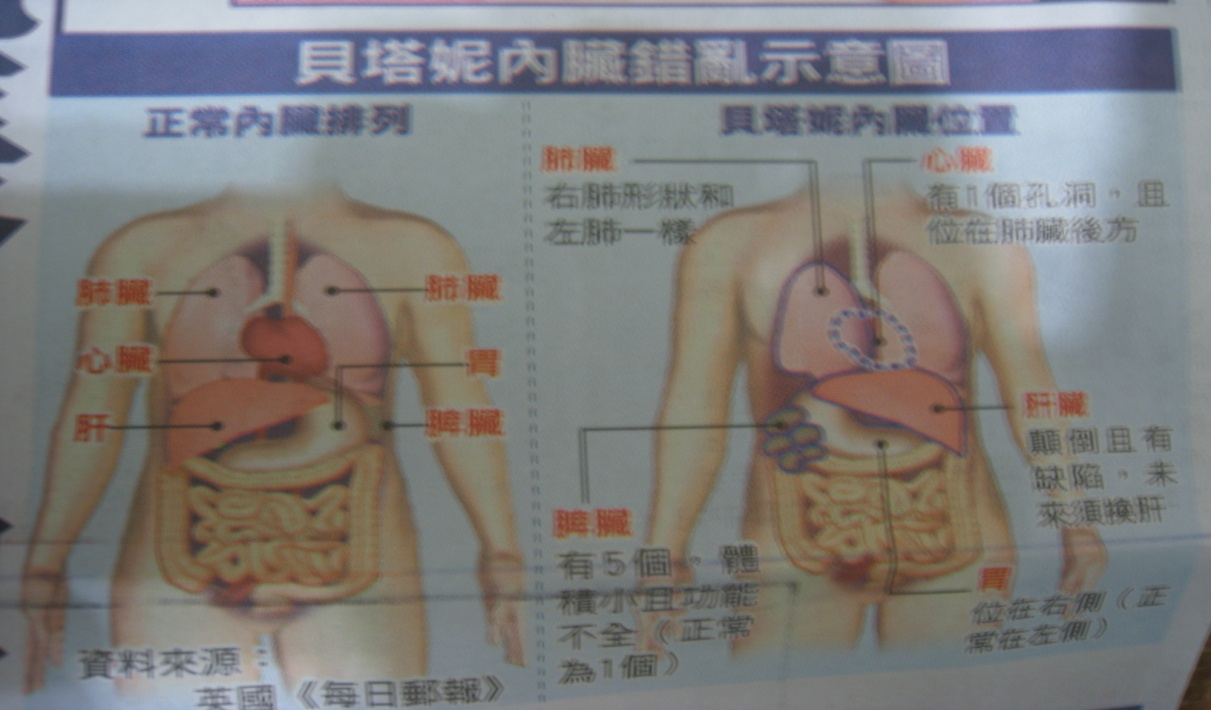 貝塔妮內臟錯亂示意圖
正常內臟排列
肺臟
肺臟
心臟
胃
肝
脾臟
資料來源：
英國《每日郵報》
貝塔妮內臟位置
肺臟
右肺形狀和
左肺一樣
心臟
有1個孔洞，且
位在肺臟後方
肝臟
顛倒且有
缺陷，未
來須換肝
脾臟
有5個，體
積小且功能
不全（正常
為1個）
胃
位在右側（正
常在左側）